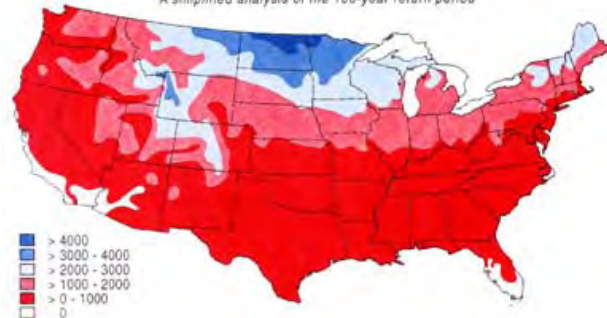 A simplified analysis of the 100-year return period
> 4000
> 3000 - 4000
> 2000 - 3000
> 1000 - 2000
> 0 - 1000
0